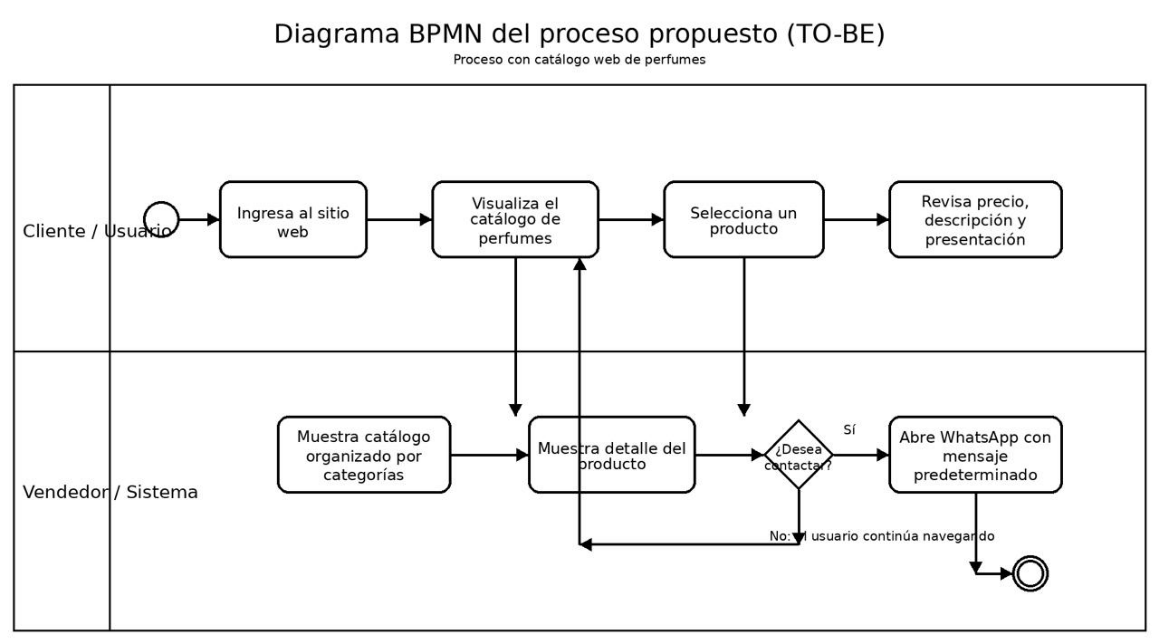 Diagrama BPMN del proceso propuesto (TO-BE)
Proceso con catálogo web de perfumes
Cliente / Usuario
Ingresa al sitio
web
Visualiza el
catálogo de
perfumes
Selecciona un
producto
Revisa precio,
descripción y
presentación
Vendedor / Sistema
Muestra catálogo
organizado por
categorías
Muestra detalle del
producto
¿Desea
contactar?
Sí
Abre WhatsApp con
mensaje
predeterminado
No: el usuario continúa navegando